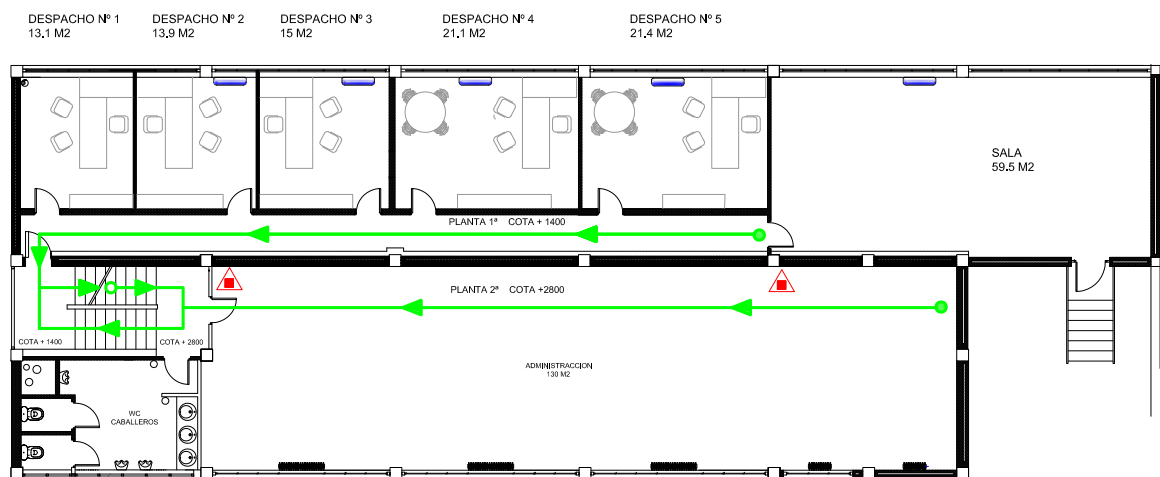 DESPACHO Nº 1
13.1 M2
DESPACHO Nº 2
13.9 M2
DESPACHO Nº 3
15 M2
DESPACHO Nº 4
21.1 M2
DESPACHO Nº 5
21.4 M2
SALA
59.5 M2
PLANTA 1ª COTA + 1400
PLANTA 2ª COTA +2800
COTA + 1400
COTA + 2800
ADMINISTRACCION
130 M2
WC
CABALLEROS